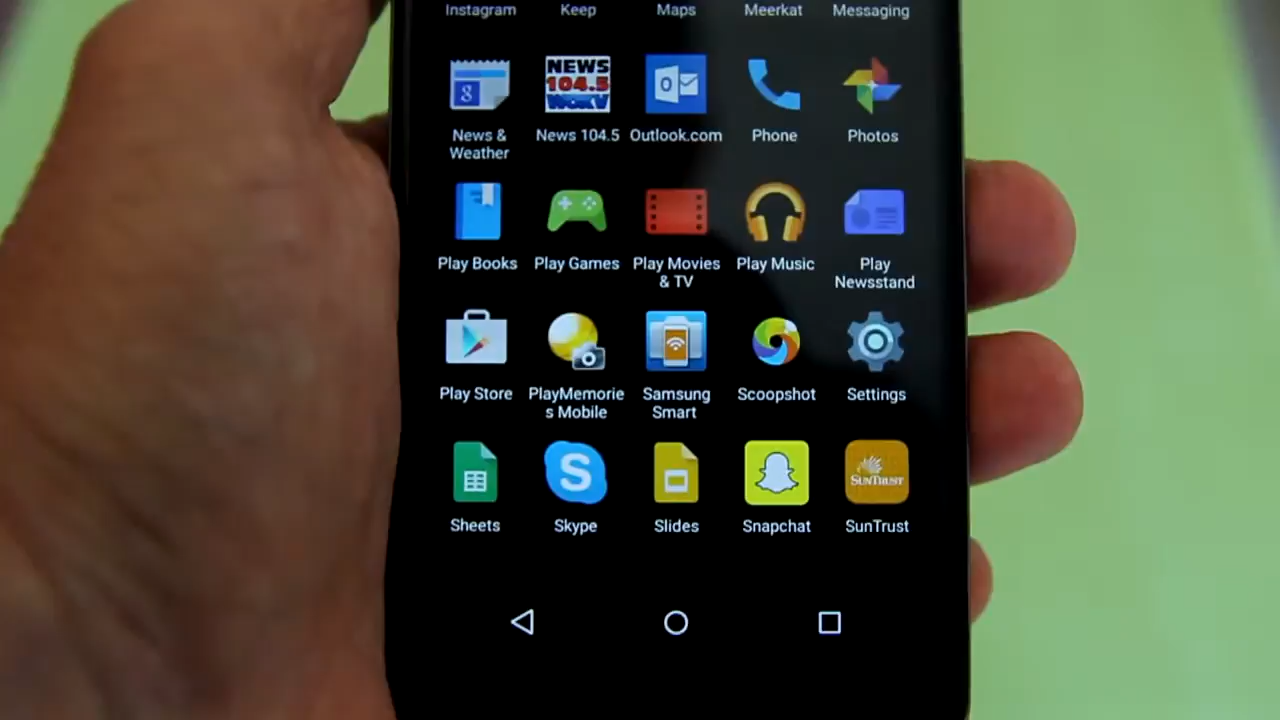 Instagram Keep Maps Meerkat Messaging
8
NEWS
104.5
WOKV
O
News &
Weather
News 104.5
Outlook.com
Phone
Photos
Play Books
Play Games
Play Movies
& TV
Play Music
Play
Newsstand
Play Store
PlayMemorie
s Mobile
Samsung
Smart
Scoopshot
Settings
S
SUNTRUST
Sheets
Skype
Slides
Snapchat
SunTrust